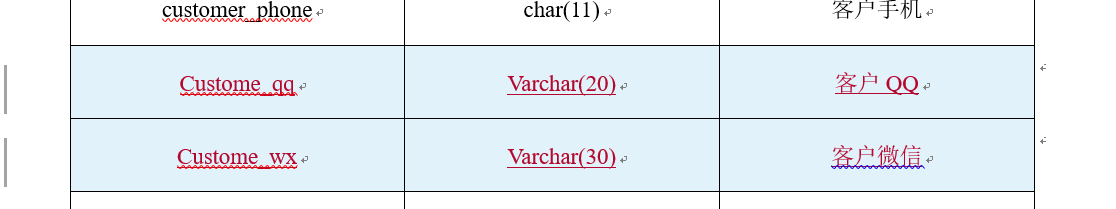 customer_phone char(11) 客户手机
Custome_qq Varchar(20) 客户 QQ
Custome_wx Varchar(30) 客户微信